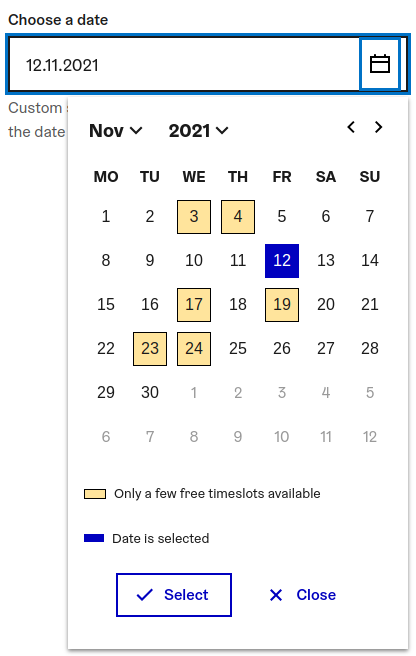 Choose a date
12.11.2021
Custom
the date
Nov 2021
MO TU WE TH FR SA SU
1 2 3 4 5 6 7
8 9 10 11 12 13 14
15 16 17 18 19 20 21
22 23 24 25 26 27 28
29 30 1 2 3 4 5
6 7 8 9 10 11 12
Only a few free timeslots available
Date is selected
Select Close